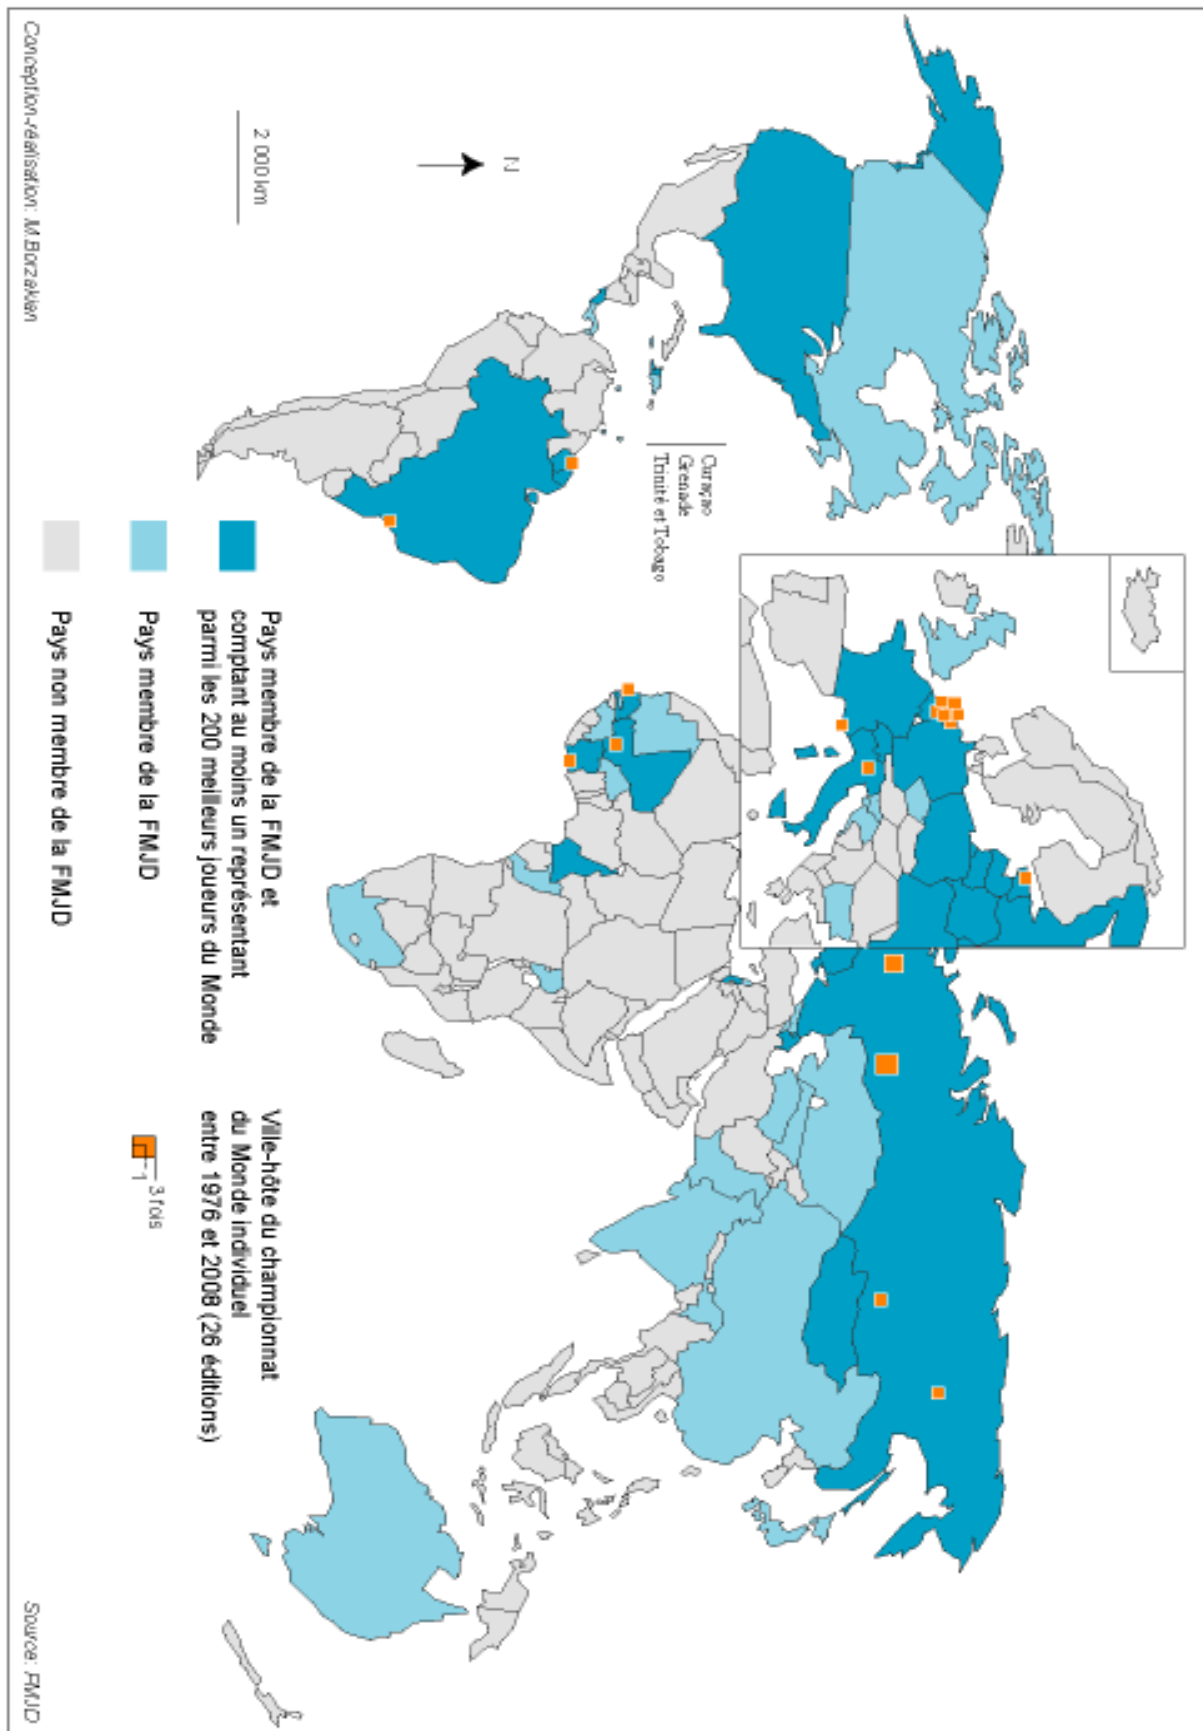 Curaçao
Grenade
Trinité et Tobago
N
2 000 km
Pays membre de la FMJD et
comptant au moins un représentant
parmi les 200 meilleurs joueurs du Monde
Pays membre de la FMJD
Pays non membre de la FMJD
Ville-hôte du championnat
du Monde individuel
entre 1976 et 2008 (26 éditions)
3 fois
1
Conception-réalisation: M.Borzakian
Source: FMJD